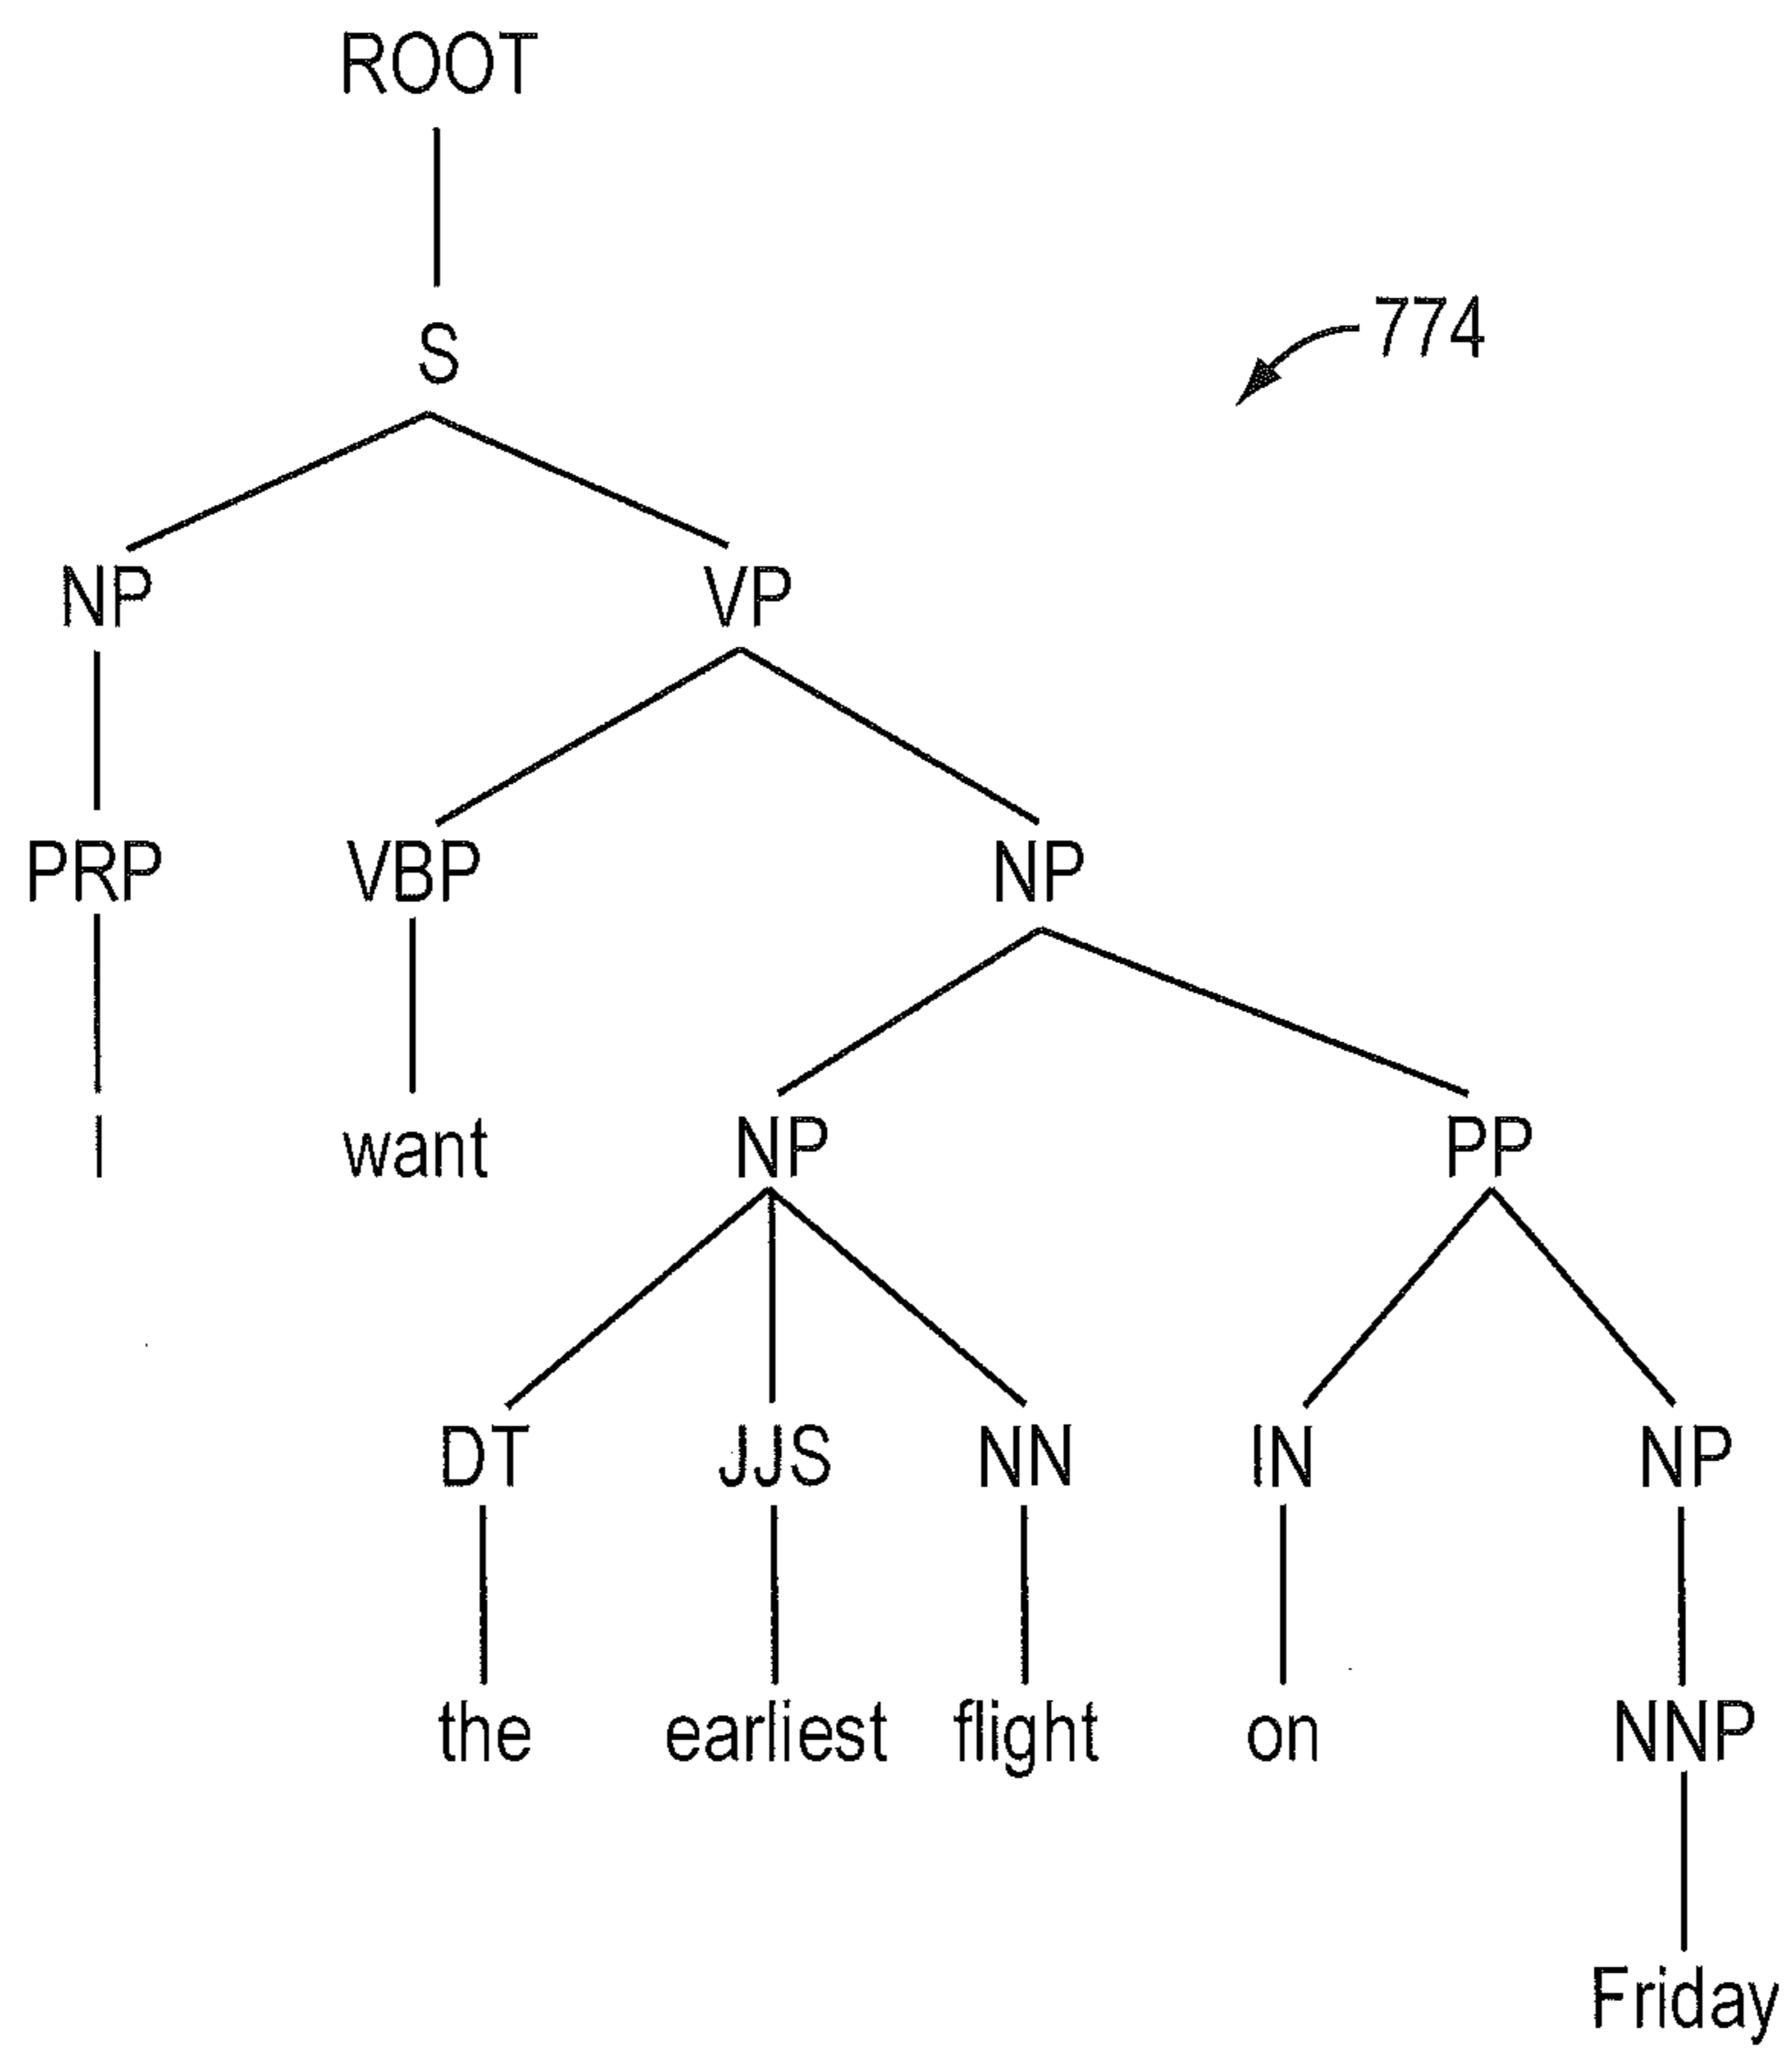 ROOT
S
774
NP VP
PRP VBP NP
I want NP PP
DT JJS NN IN NP
the earliest flight on NNP
Friday